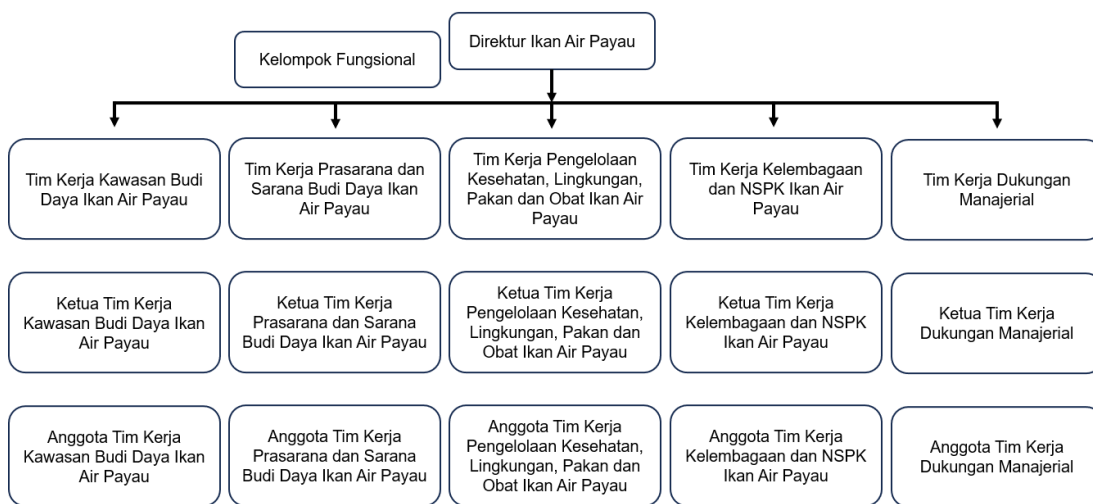 Direktur Ikan Air Payau
Kelompok Fungsional
Tim Kerja Kawasan Budi
Daya Ikan Air Payau
Tim Kerja Prasarana dan
Sarana Budi Daya Ikan
Air Payau
Tim Kerja Pengelolaan
Kesehatan, Lingkungan,
Pakan dan Obat Ikan Air
Payau
Tim Kerja Kelembagaan
dan NSPK Ikan Air
Payau
Tim Kerja Dukungan
Manajerial
Ketua Tim Kerja
Kawasan Budi Daya Ikan
Air Payau
Ketua Tim Kerja
Prasarana dan Sarana
Budi Daya Ikan Air Payau
Ketua Tim Kerja
Pengelolaan Kesehatan,
Lingkungan, Pakan dan
Obat Ikan Air Payau
Ketua Tim Kerja
Kelembagaan dan NSPK
Ikan Air Payau
Ketua Tim Kerja
Dukungan Manajerial
Anggota Tim Kerja
Kawasan Budi Daya Ikan
Air Payau
Anggota Tim Kerja
Prasarana dan Sarana
Budi Daya Ikan Air Payau
Anggota Tim Kerja
Pengelolaan Kesehatan,
Lingkungan, Pakan dan
Obat Ikan Air Payau
Anggota Tim Kerja
Kelembagaan dan NSPK
Ikan Air Payau
Anggota Tim Kerja
Dukungan Manajerial